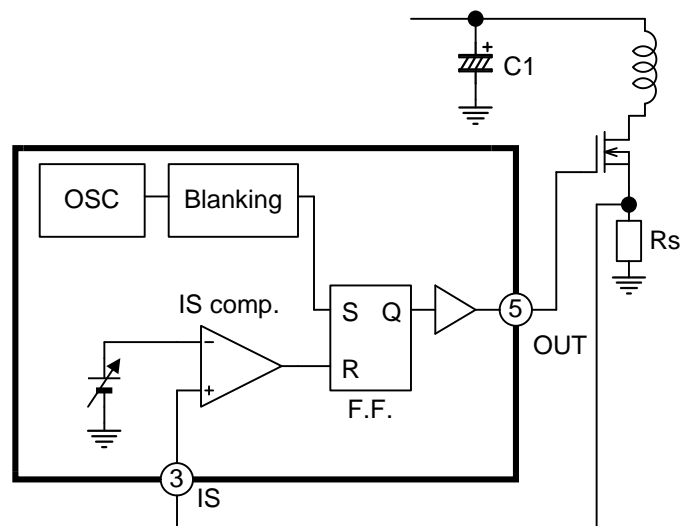 +
C1
OSC
Blanking
Rs
IS comp.
S
Q
5
OUT
−
R
+
F.F.
3
IS